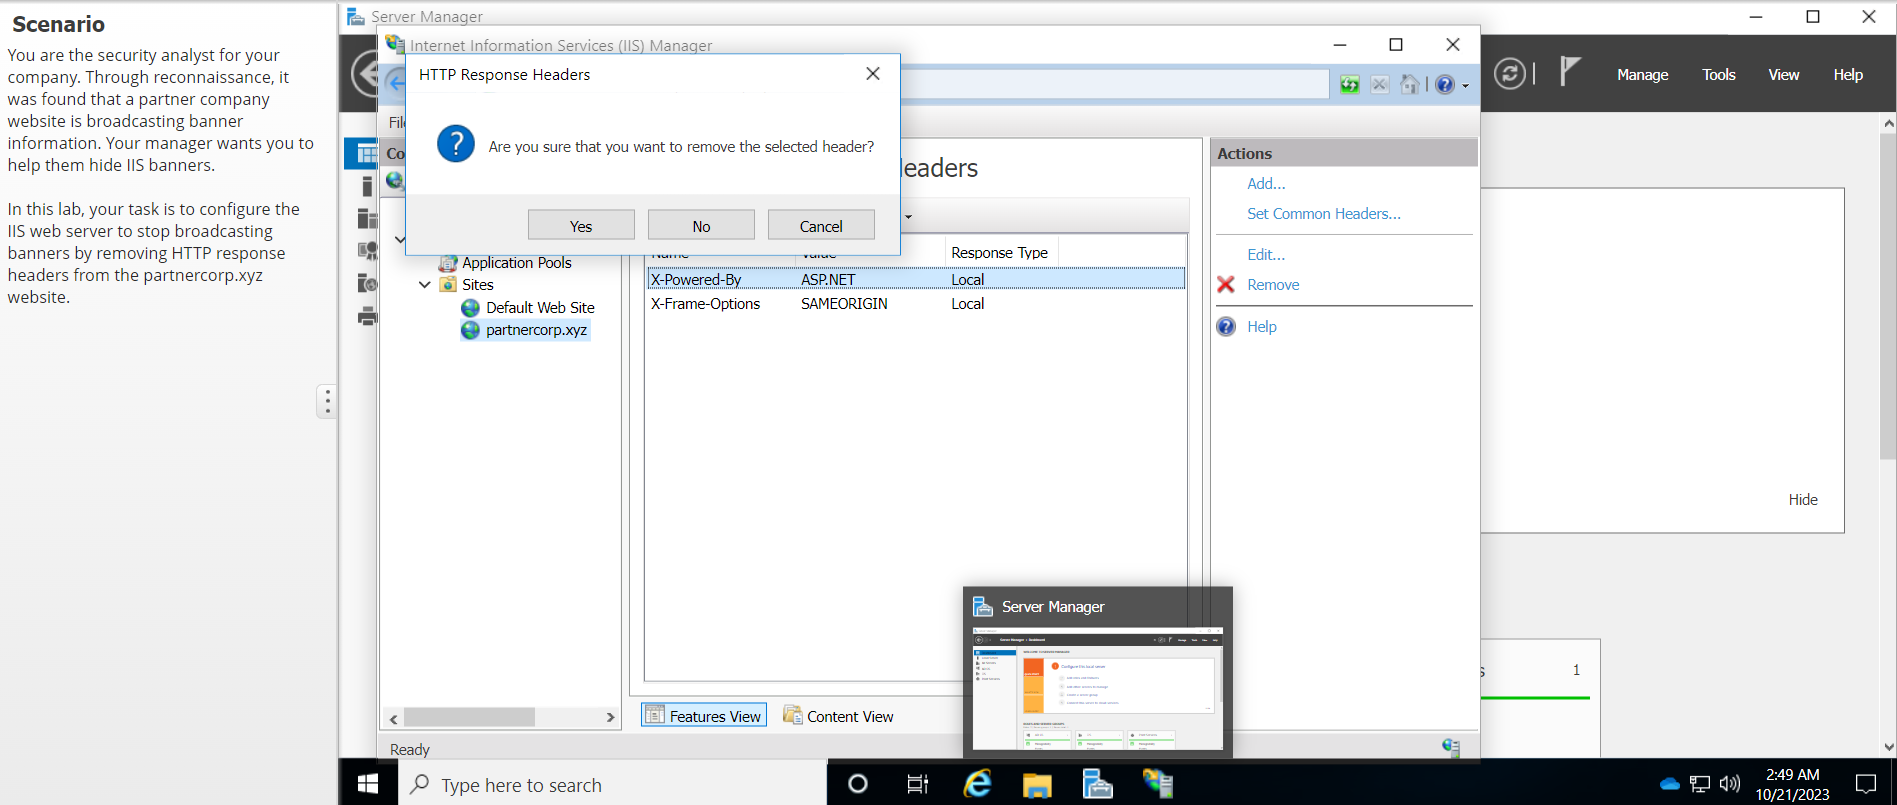 Scenario
You are the security analyst for your
company. Through reconnaissance, it
was found that a partner company
website is broadcasting banner
information. Your manager wants you to
help them hide IIS banners.
In this lab, your task is to configure the
IIS web server to stop broadcasting
banners by removing HTTP response
headers from the partnercorp.xyz
website.
Server Manager
Internet Information Services (IIS) Manager
Manage
Tools
View
Help
HTTP Response Headers
Are you sure that you want to remove the selected header?
Yes
No
Cancel
File
Co
eaders
Application Pools
Sites
Default Web Site
partnercorp.xyz
Name Value Response Type
X-Powered-By ASP.NET Local
X-Frame-Options SAMEORIGIN Local
Features View
Content View
Actions
Add...
Set Common Headers...
Edit...
Remove
Help
Hide
s 1
Server Manager
Ready
Type here to search
2:49 AM
10/21/2023